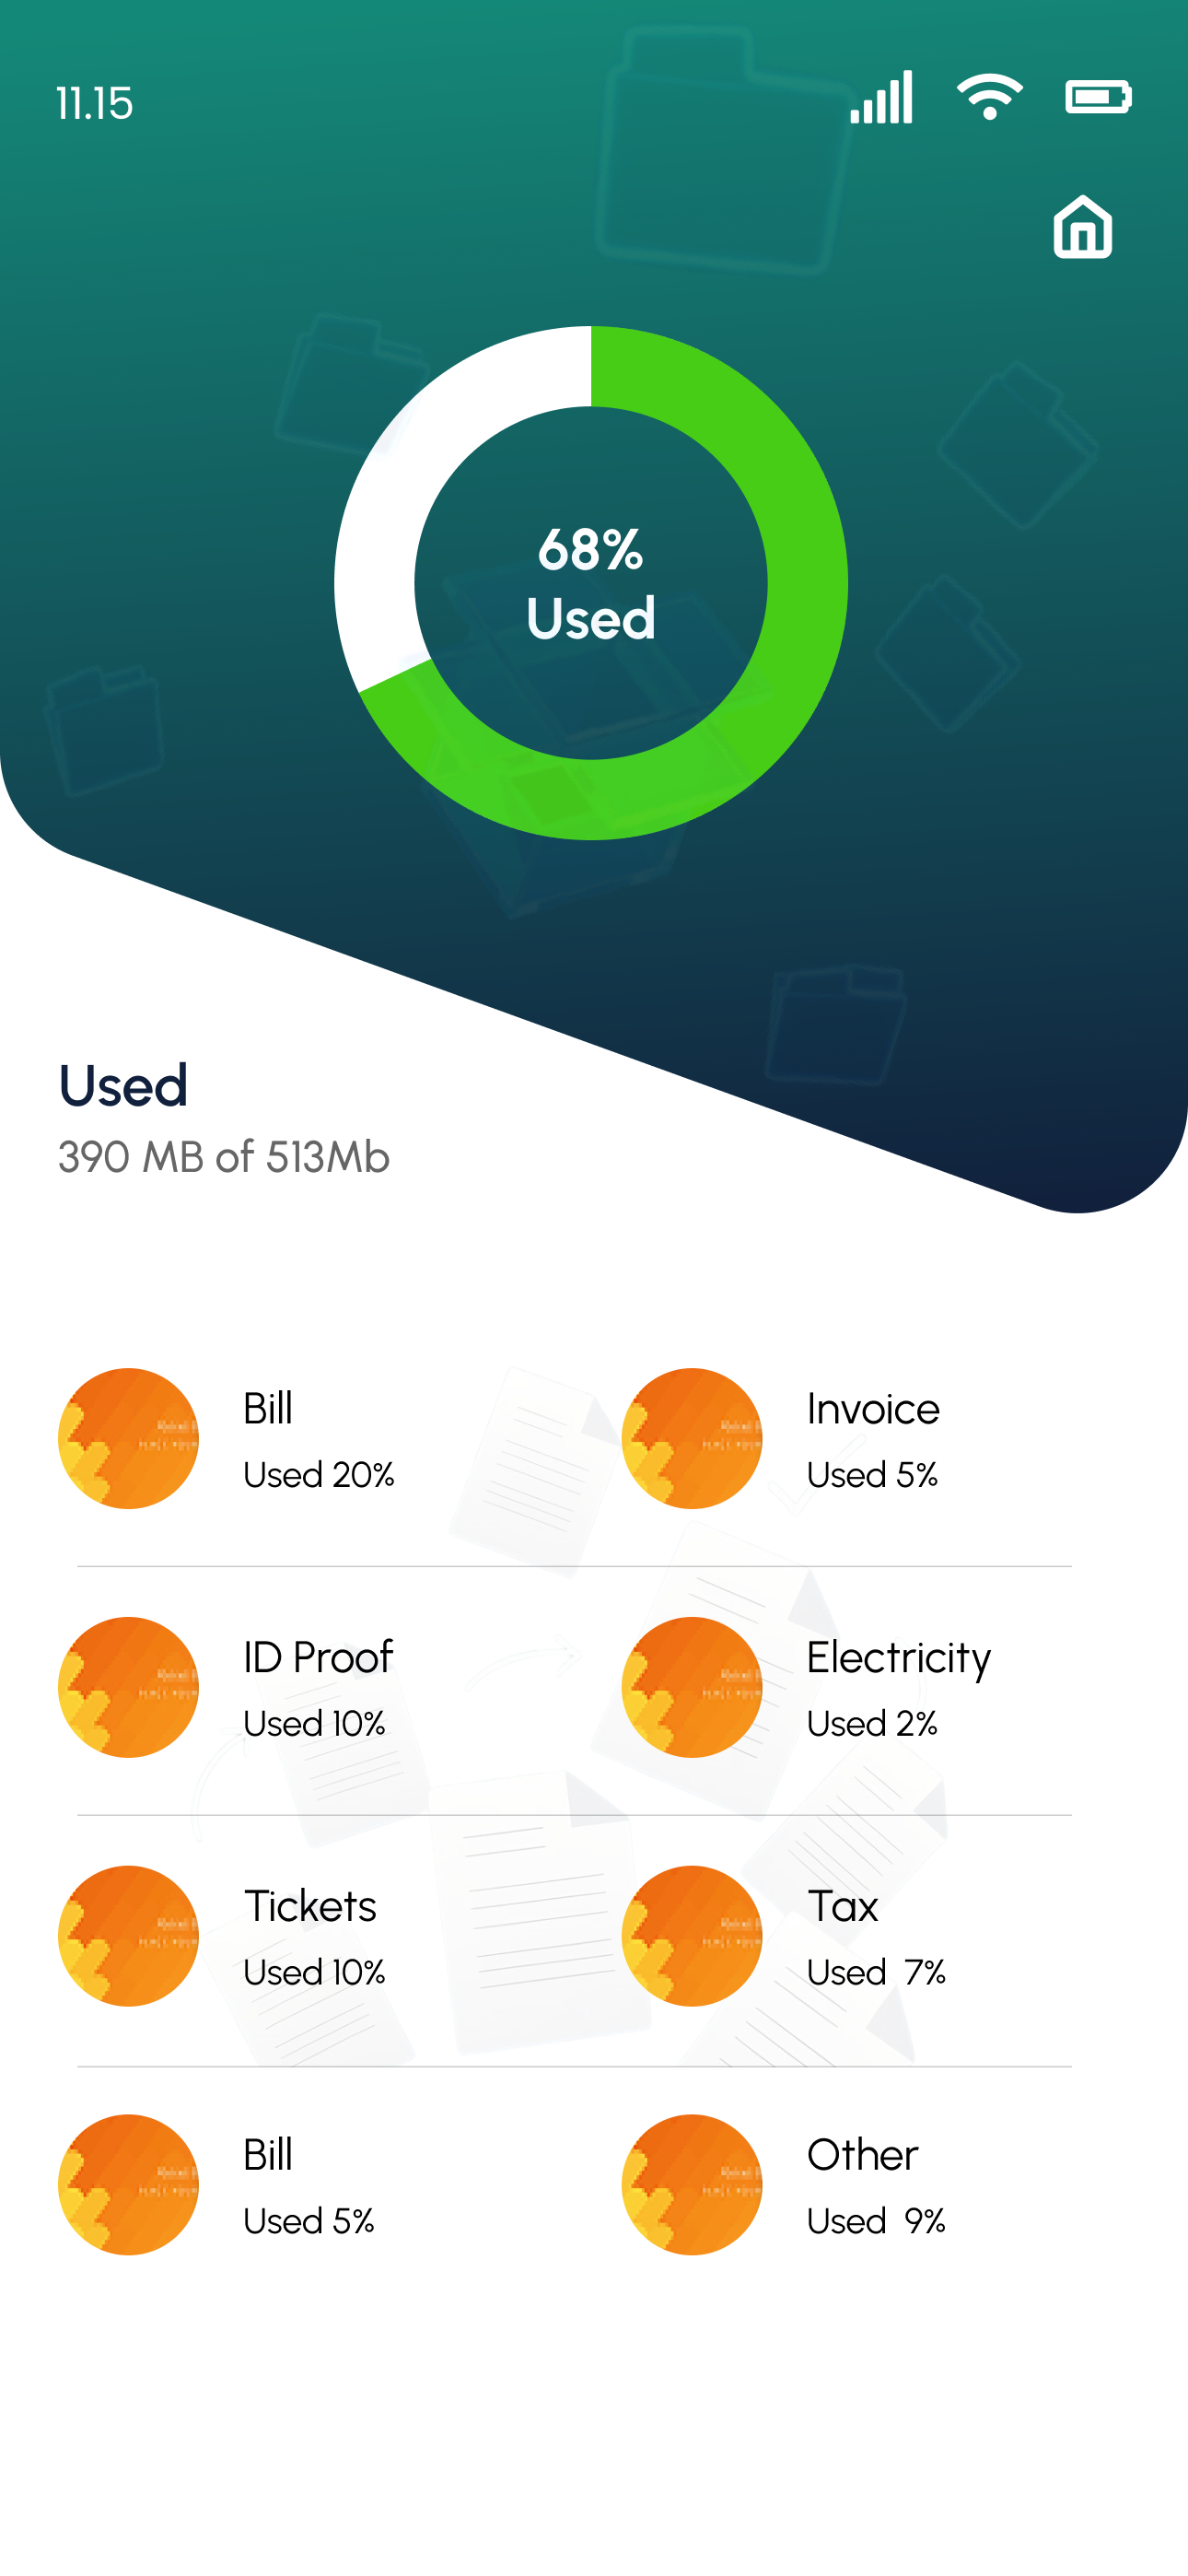 11.15
68%
Used
Used
390 MB of 513Mb
Bill
Used 20%
Invoice
Used 5%
ID Proof
Used 10%
Electricity
Used 2%
Tickets
Used 10%
Tax
Used  7%
Bill
Used 5%
Other
Used  9%